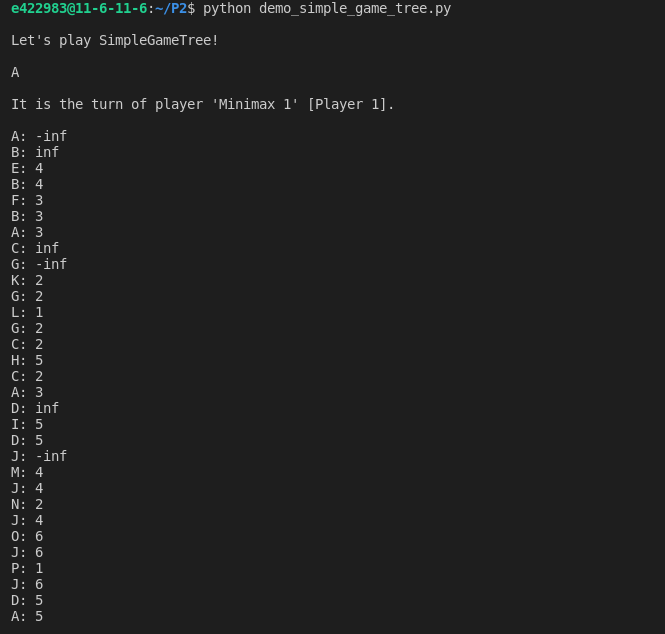 e422983@11-6-11-6:~/P2$ python demo_simple_game_tree.py
Let's play SimpleGameTree!
A
It is the turn of player 'Minimax 1' [Player 1].
A: -inf
B: inf
E: 4
B: 4
F: 3
B: 3
A: 3
C: inf
G: -inf
K: 2
G: 2
L: 1
G: 2
C: 2
H: 5
C: 2
A: 3
D: inf
I: 5
D: 5
J: -inf
M: 4
J: 4
N: 2
J: 4
O: 6
J: 6
P: 1
J: 6
D: 5
A: 5